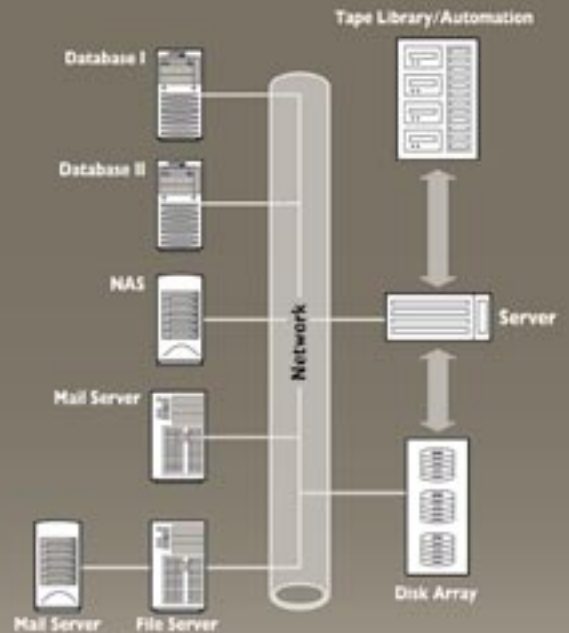 Tape Library/Automation
Database I
Database II
NAS
Network
Server
Mail Server
Disk Array
Mail Server
File Server